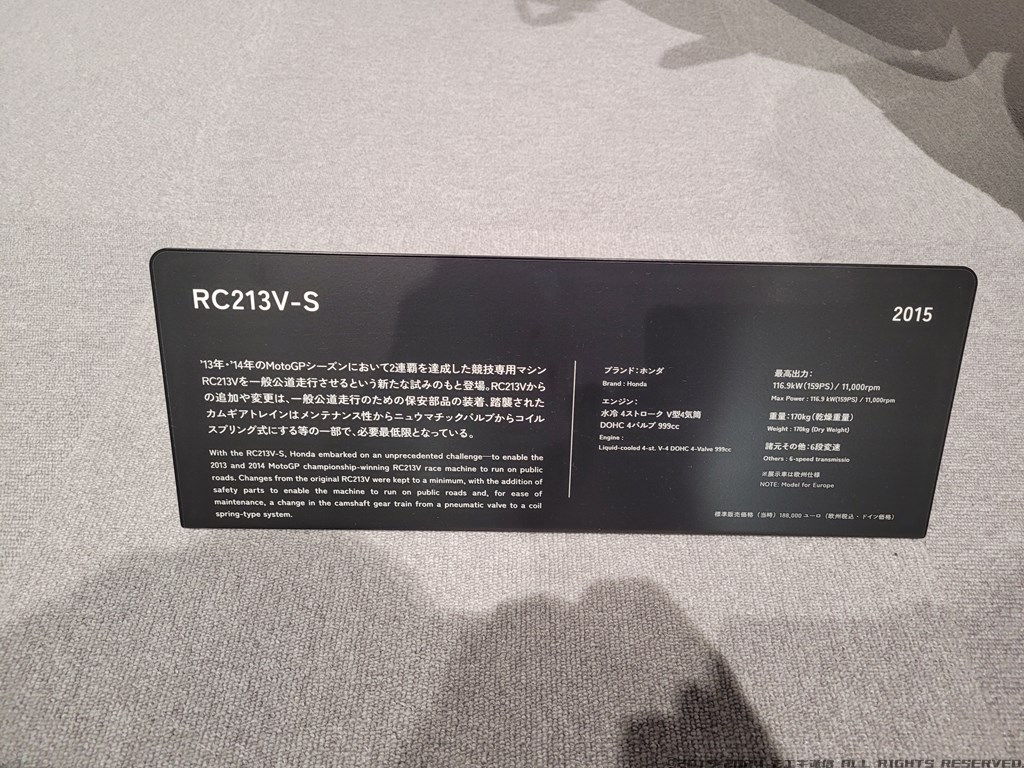 RC213V-S
2015
'13年・'14年のMotoGPシーズンにおいて2連覇を達成した競技専用マシン
RC213Vを一般公道走行させるという新たな試みのもと登場。RC213Vから
の追加や変更は、一般公道走行のための保安部品の装着、踏襲された
カムギアトレインはメンテナンス性からニュウマチックバルブからコイル
スプリング式にする等の一部で、必要最低限となっている。
With the RC213V-S, Honda embarked on an unprecedented challenge—to enable the
2013 and 2014 MotoGP championship-winning RC213V race machine to run on public
roads. Changes from the original RC213V were kept to a minimum, with the addition of
safety parts to enable the machine to run on public roads and, for ease of
maintenance, a change in the camshaft gear train from a pneumatic valve to a coil
spring-type system.
ブランド：ホンダ
Brand : Honda
エンジン：
水冷 4ストローク V型4気筒
DOHC 4バルブ 999cc
Engine :
Liquid-cooled 4-st. V-4 DOHC 4-Valve 999cc
最高出力：
116.9kW（159PS）/ 11,000rpm
Max Power : 116.9 kW(159PS) / 11,000rpm
重量：170kg（乾燥重量）
Weight : 170kg (Dry Weight)
諸元その他：6段変速
Others : 6-speed transmissio
※展示車は欧州仕様
NOTE: Model for Europe
標準販売価格（当時）188,000 ユーロ（欧州税込・ドイツ価格）
ALL RIGHTS RESERVED.